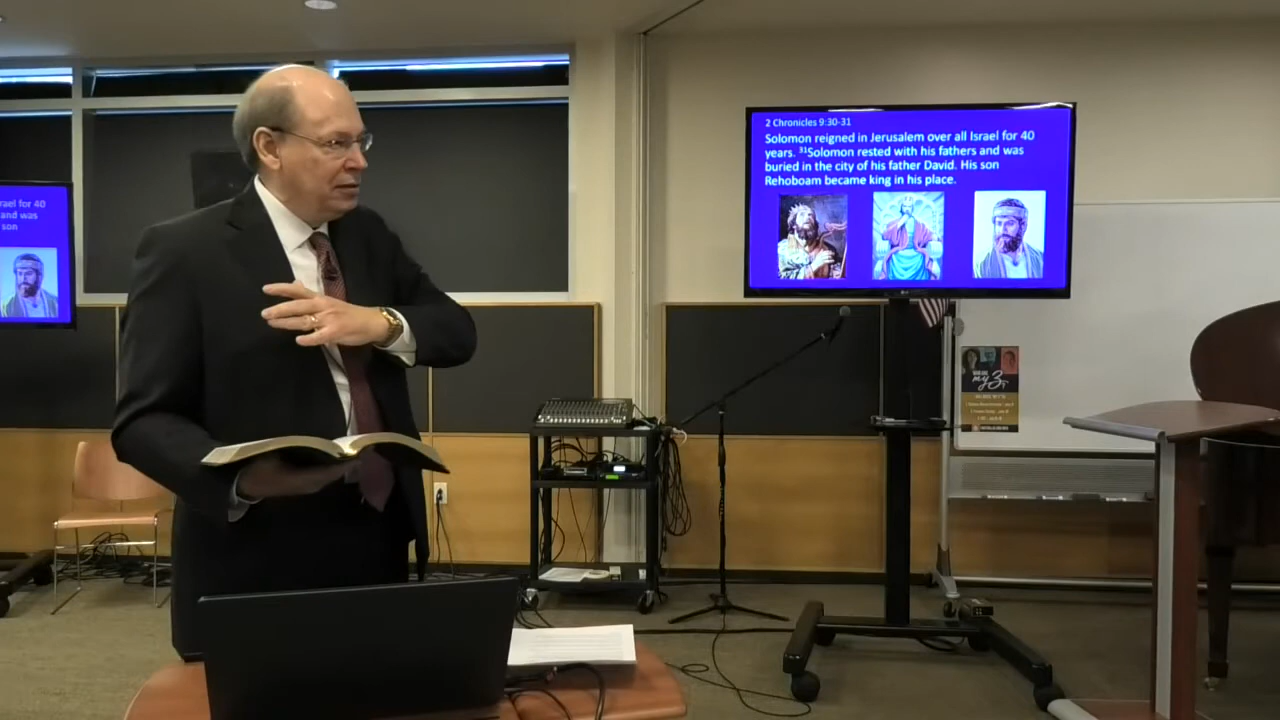 2 Chronicles 9:30-31
Solomon reigned in Jerusalem over all Israel for 40
years. ³¹Solomon rested with his fathers and was
buried in the city of his father David. His son
Rehoboam became king in his place.
rael for 40
and was
son
my